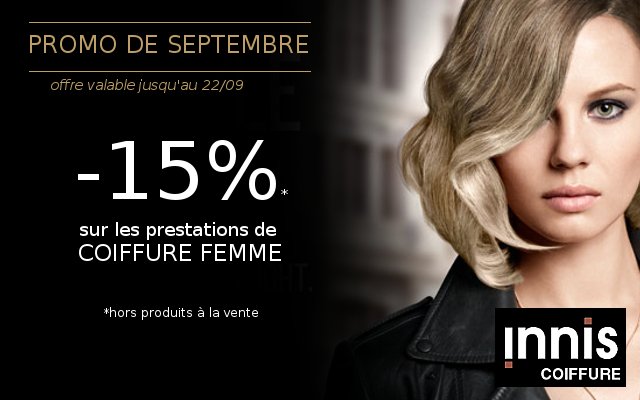 PROMO DE SEPTEMBRE
offre valable jusqu'au 22/09
-15%*
sur les prestations de
COIFFURE FEMME
*hors produits à la vente
innis
COIFFURE